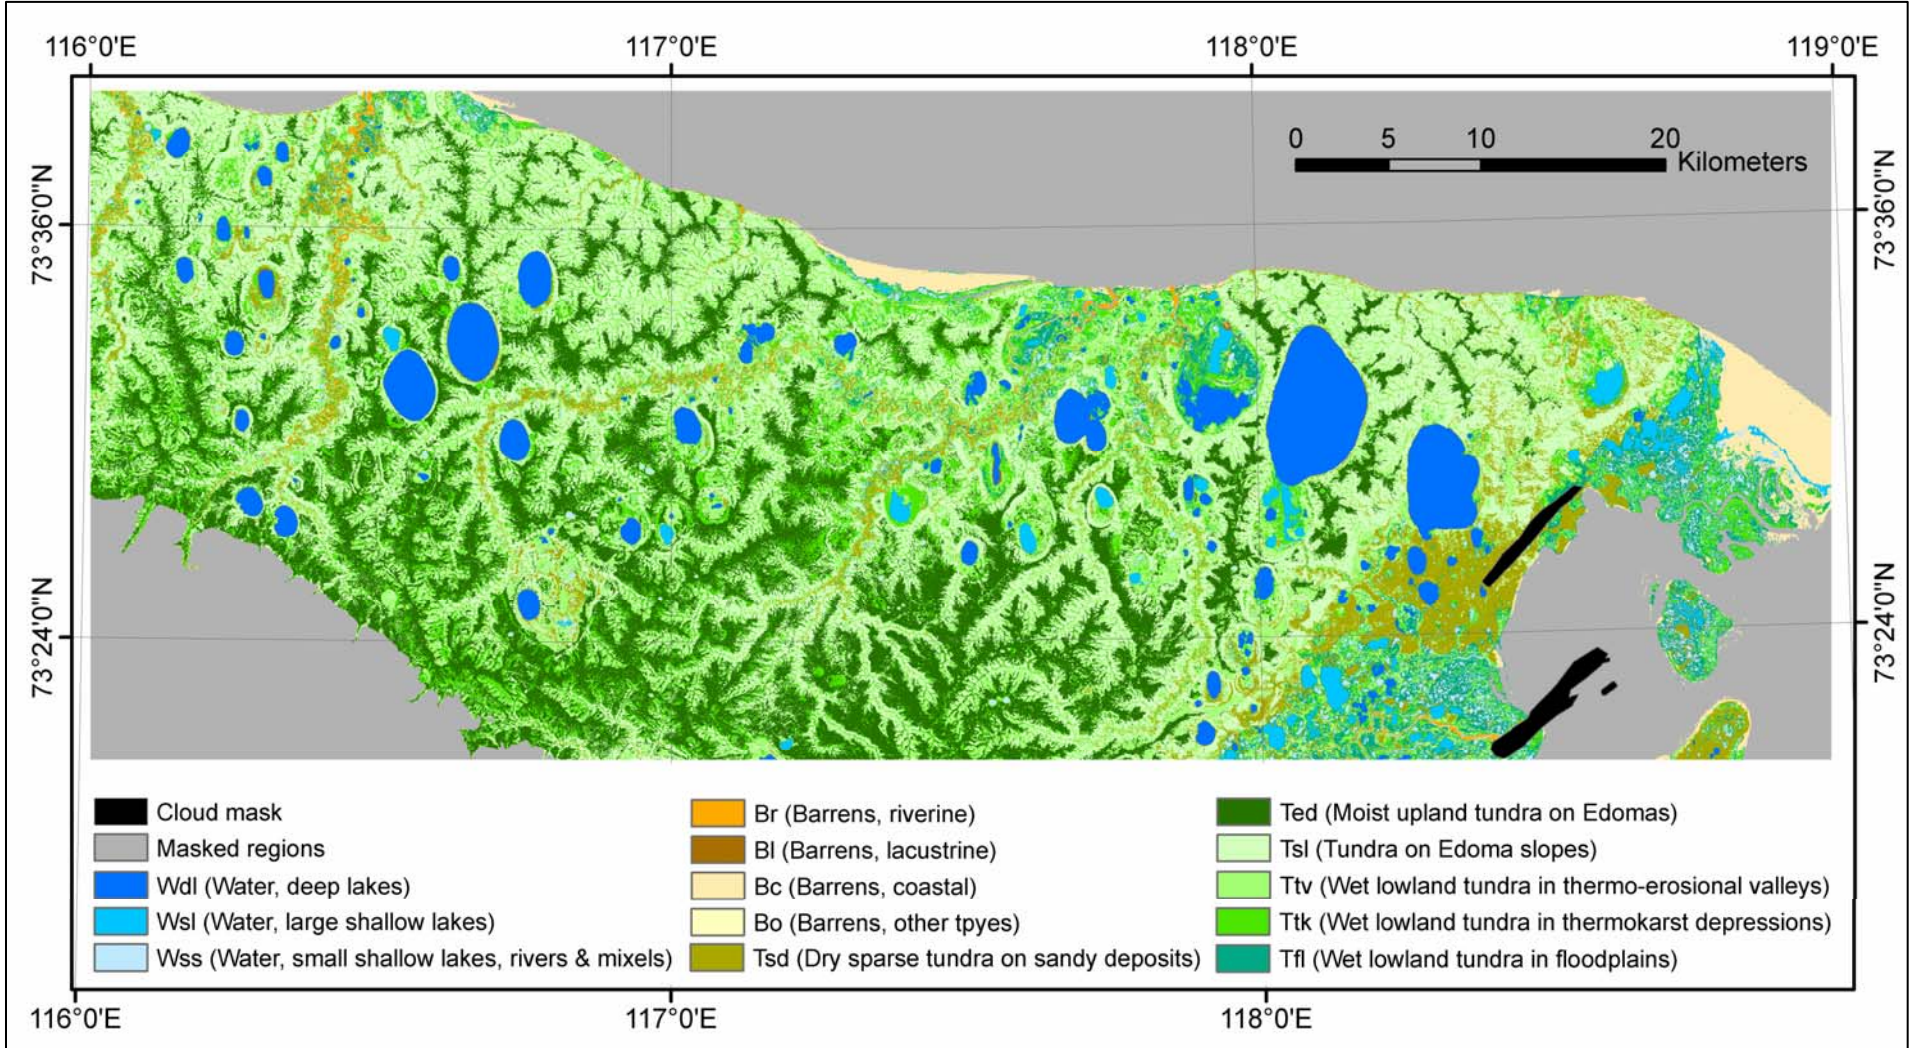 116°0'E 117°0'E 118°0'E 119°0'E
0 5 10 20
Kilometers
73°36'0"N 73°36'0"N
73°24'0"N 73°24'0"N
Cloud mask
Masked regions
Wdl (Water, deep lakes)
Wsl (Water, large shallow lakes)
Wss (Water, small shallow lakes, rivers & mixels)
Br (Barrens, riverine)
Bl (Barrens, lacustrine)
Bc (Barrens, coastal)
Bo (Barrens, other tpyes)
Tsd (Dry sparse tundra on sandy deposits)
Ted (Moist upland tundra on Edomas)
Tsl (Tundra on Edoma slopes)
Ttv (Wet lowland tundra in thermo-erosional valleys)
Ttk (Wet lowland tundra in thermokarst depressions)
Tfl (Wet lowland tundra in floodplains)
116°0'E 117°0'E 118°0'E